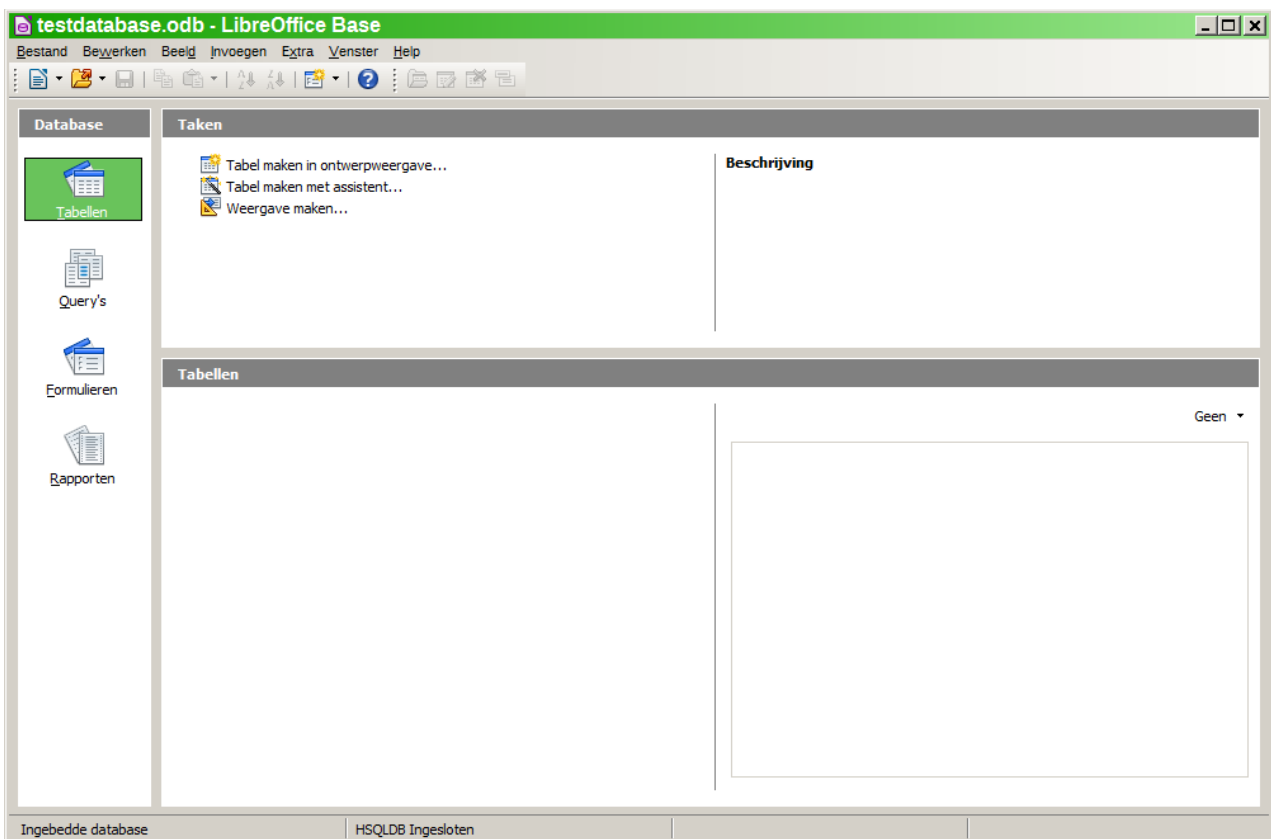 testdatabase.odb - LibreOffice Base
Bestand Bewerken Beeld Invoegen Extra Venster Help
Database
Taken
Tabellen
Query's
Formulieren
Rapporten
Tabel maken in ontwerpweergave...
Tabel maken met assistent...
Weergave maken...
Beschrijving
Tabellen
Geen
Ingebedde database
HSQLDB Ingesloten